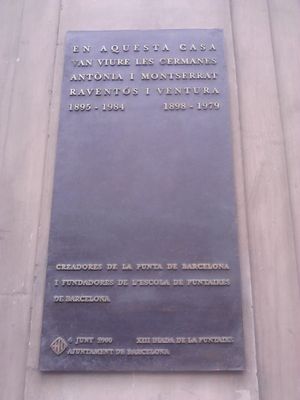 EN AQUESTA CASA
VAN VIURE LES GERMANES
ANTÒNIA I MONTSERRAT
RAVENTÓS I VENTURA
1895-1984 1898-1979
CREADORES DE LA PUNTA DE BARCELONA
I FUNDADORES DE L'ESCOLA DE PUNTAIRES
DE BARCELONA
JUNY 2000 XIII DIADA DE LA PUNTAIRE
AJUNTAMENT DE BARCELONA